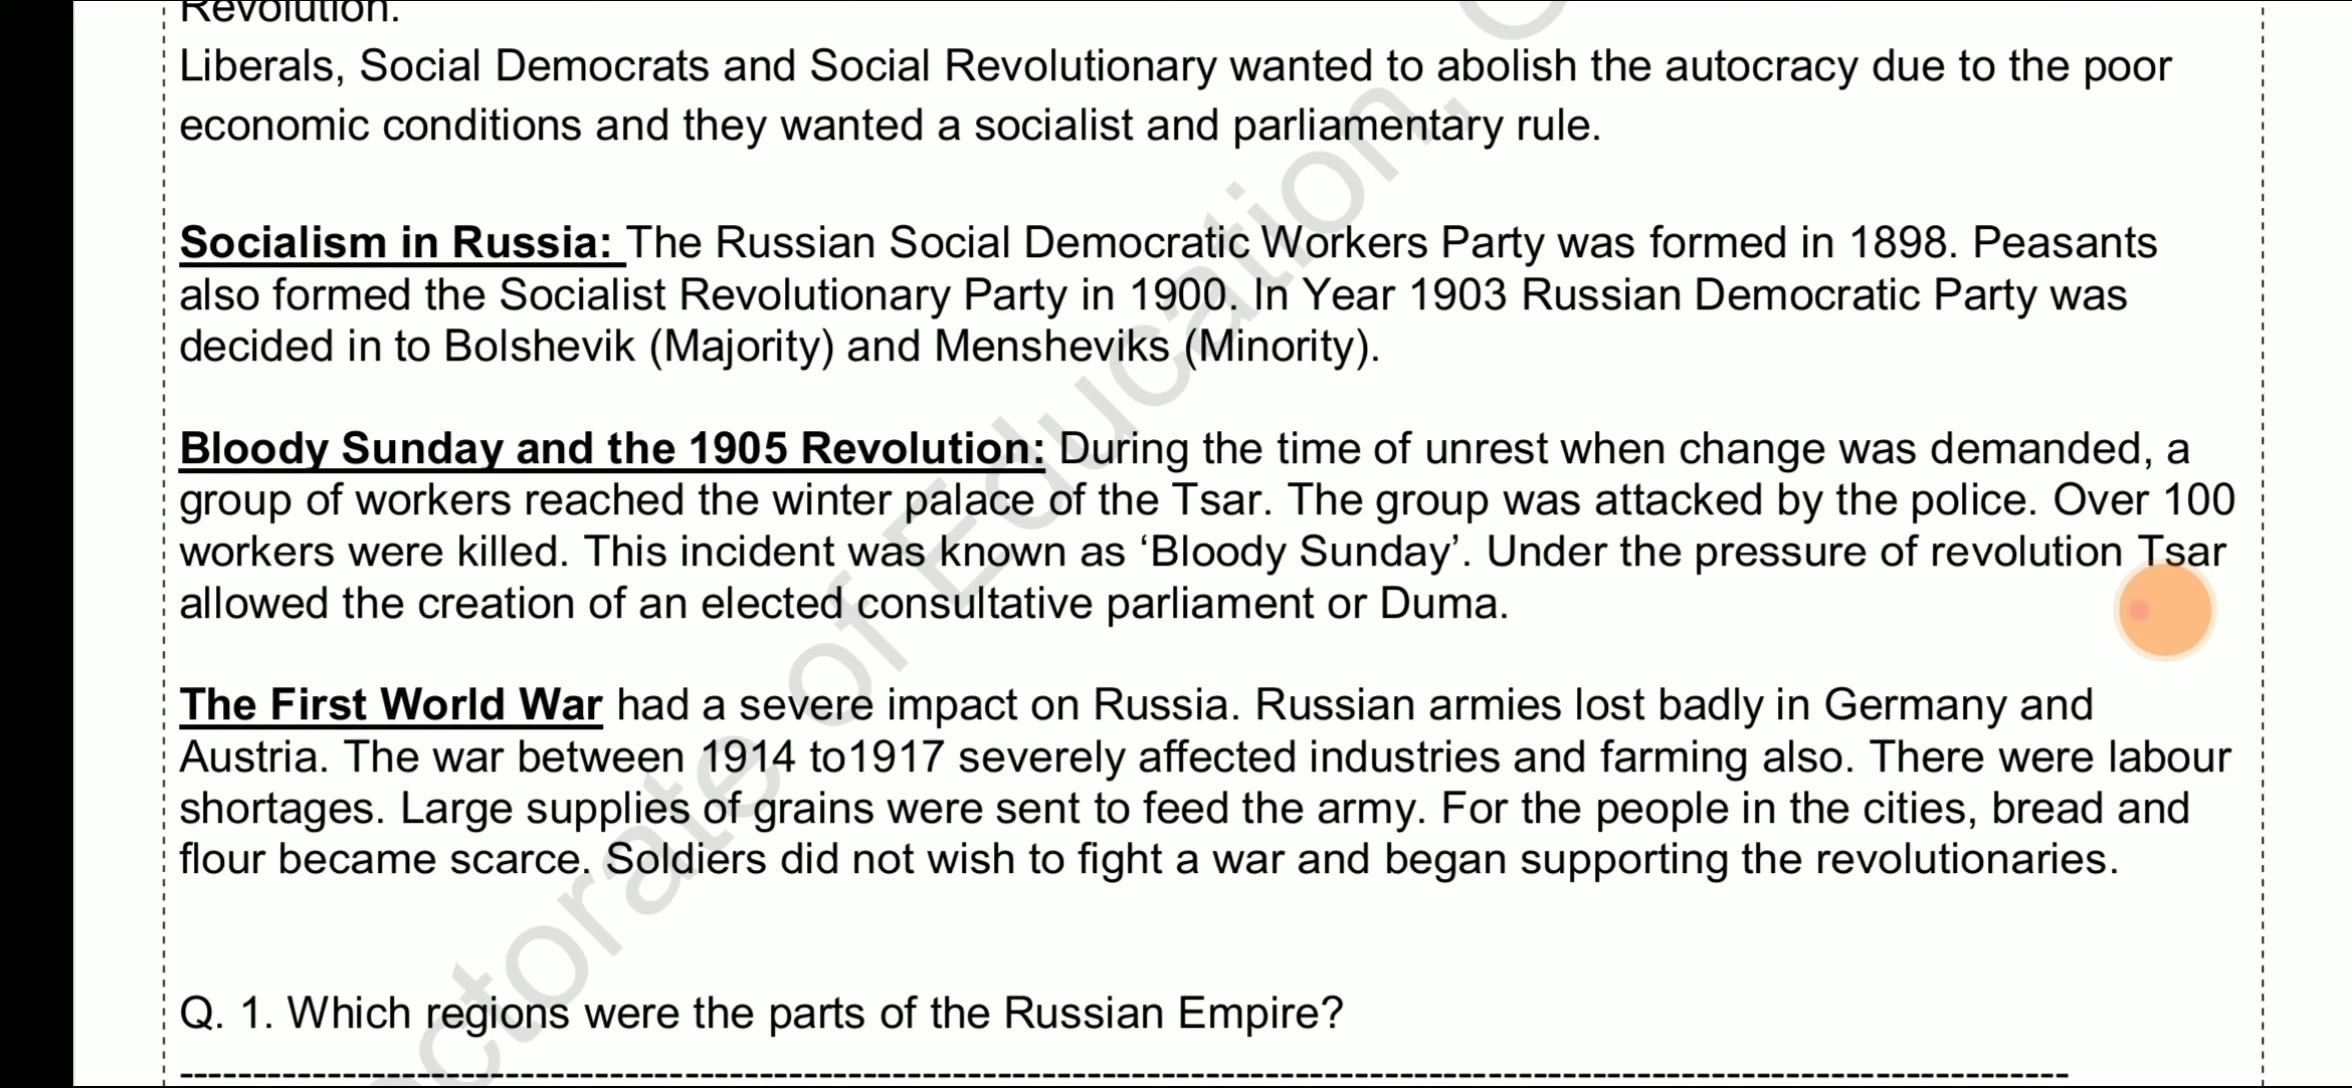 Revolution.
Liberals, Social Democrats and Social Revolutionary wanted to abolish the autocracy due to the poor
economic conditions and they wanted a socialist and parliamentary rule.
Socialism in Russia: The Russian Social Democratic Workers Party was formed in 1898. Peasants
also formed the Socialist Revolutionary Party in 1900. In Year 1903 Russian Democratic Party was
decided in to Bolshevik (Majority) and Mensheviks (Minority).
Bloody Sunday and the 1905 Revolution: During the time of unrest when change was demanded, a
group of workers reached the winter palace of the Tsar. The group was attacked by the police. Over 100
workers were killed. This incident was known as ‘Bloody Sunday’. Under the pressure of revolution Tsar
allowed the creation of an elected consultative parliament or Duma.
The First World War had a severe impact on Russia. Russian armies lost badly in Germany and
Austria. The war between 1914 to1917 severely affected industries and farming also. There were labour
shortages. Large supplies of grains were sent to feed the army. For the people in the cities, bread and
flour became scarce. Soldiers did not wish to fight a war and began supporting the revolutionaries.
Q. 1. Which regions were the parts of the Russian Empire?
of Education,